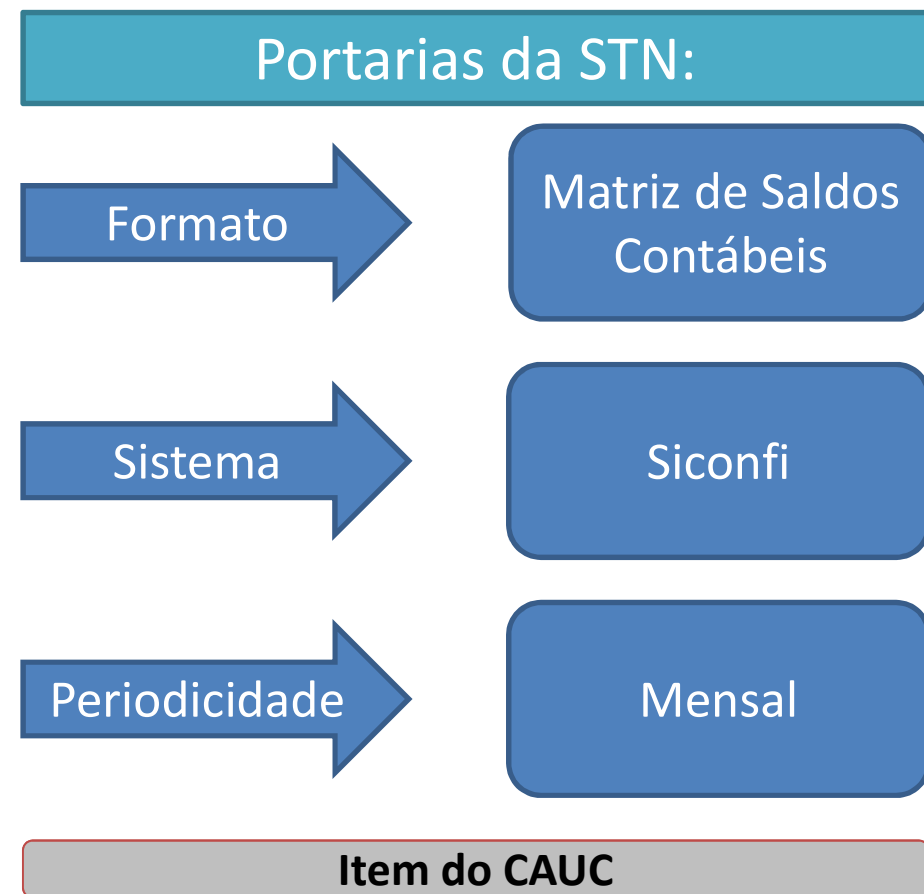 Portarias da STN:
Formato
Matriz de Saldos
Contábeis
Sistema
Siconfi
Periodicidade
Mensal
Item do CAUC